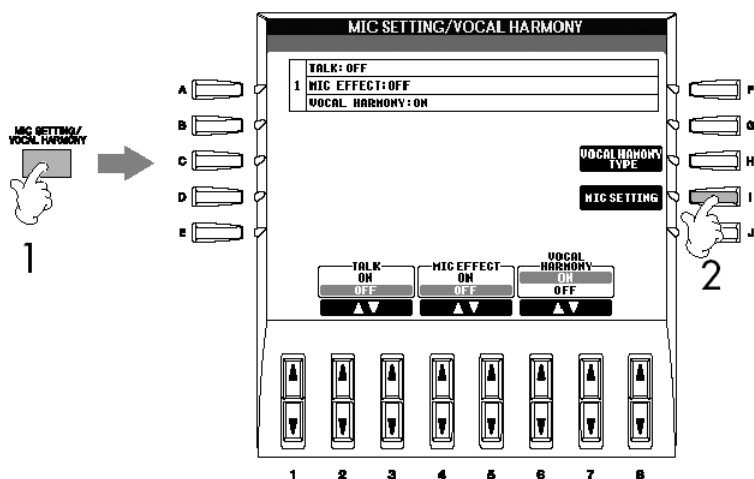 MIC SETTING/VOCAL HARMONY
TALK: OFF
1 MIC EFFECT:OFF
VOCAL HARMONY:ON
A
B
C
D
E
F
G
H
I
J
MIC SETTING/
VOCAL HARMONY
1
VOCAL HAMONY
TYPE
MIC SETTING
2
TALK
ON
OFF
MIC EFFECT
ON
OFF
VOCAL
HARMONY
ON
OFF
1 2 3 4 5 6 7 8